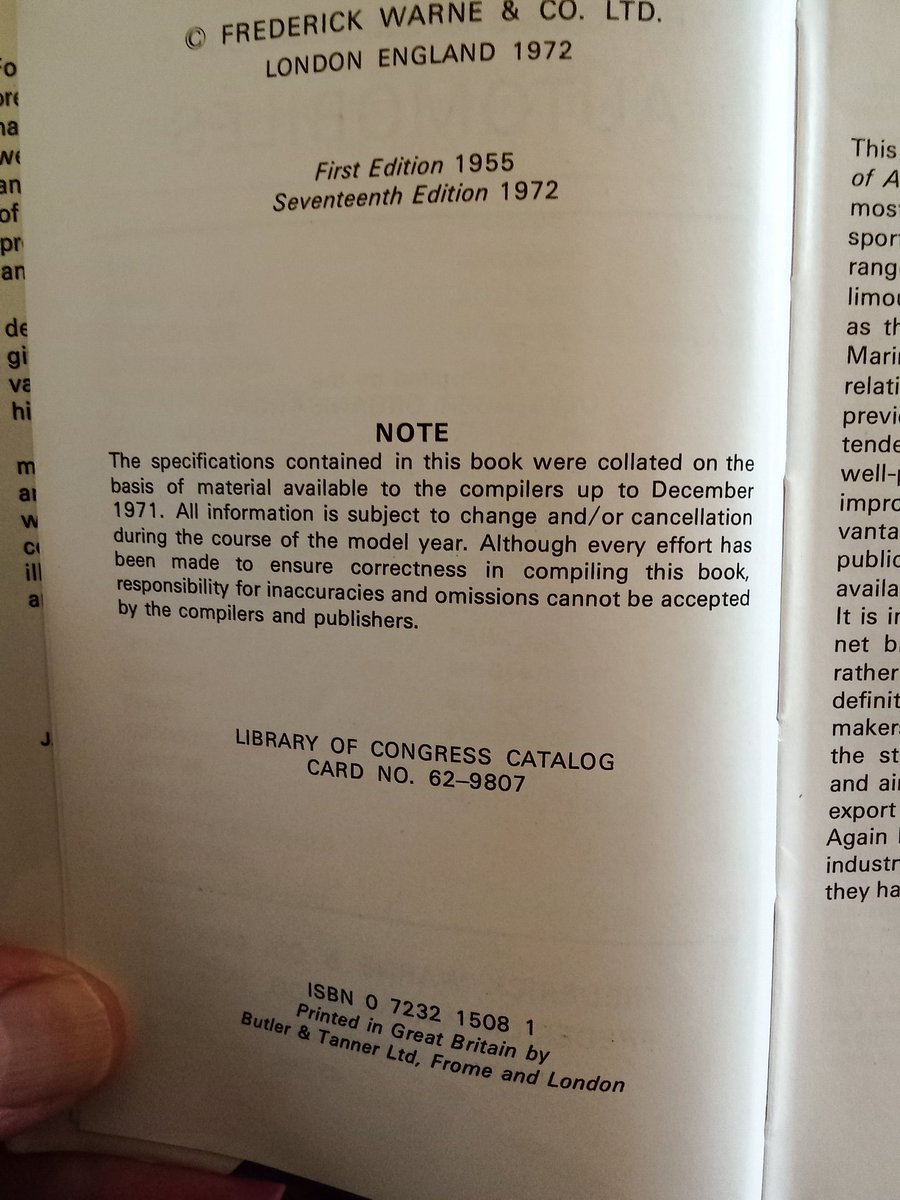 © FREDERICK WARNE & CO. LTD.
LONDON ENGLAND 1972
First Edition 1955
Seventeenth Edition 1972
NOTE
The specifications contained in this book were collated on the
basis of material available to the compilers up to December
1971. All information is subject to change and/or cancellation
during the course of the model year. Although every effort has
been made to ensure correctness in compiling this book,
responsibility for inaccuracies and omissions cannot be accepted
by the compilers and publishers.
LIBRARY OF CONGRESS CATALOG
CARD NO. 62–9807
ISBN 0 7232 1508 1
Printed in Great Britain by
Butler & Tanner Ltd, Frome and London
This
of A
most
sport
rang
limou
as th
Marin
relati
previo
tende
well-p
impro
vanta
public
availa
It is in
net b
rather
definit
makers
the st
and air
export
Again
industr
they ha